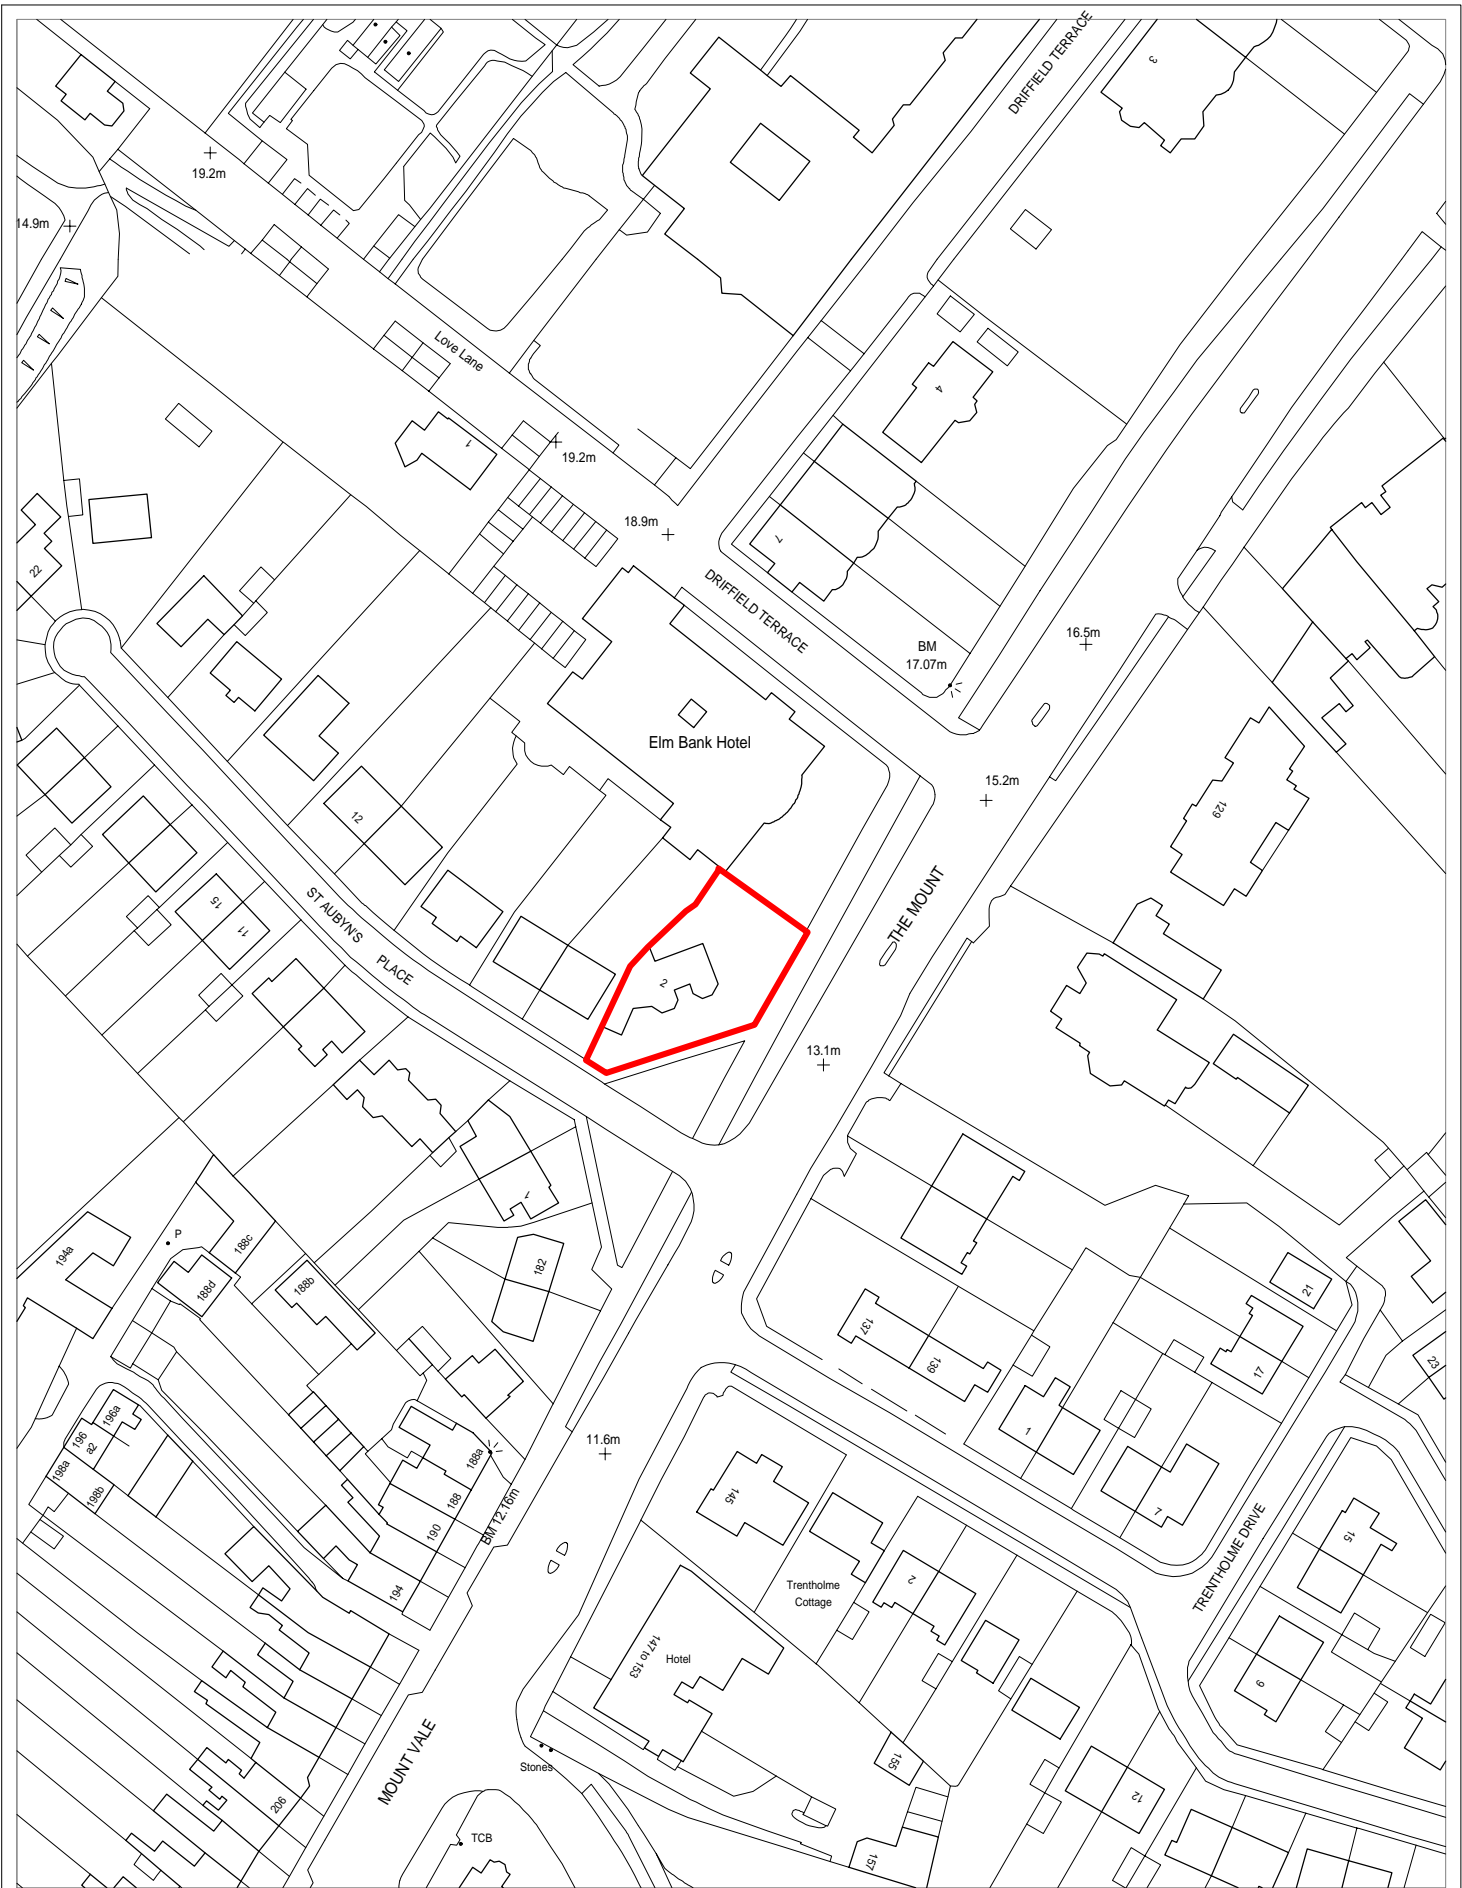 DRIFFIELD TERRACE
3
19.2m
14.9m
Love Lane
4
1
19.2m
18.9m
7
22
DRIFFIELD TERRACE
BM
17.07m
16.5m
Elm Bank Hotel
15.2m
129
12
THE MOUNT
15
11
ST AUBYN'S
PLACE
2
13.1m
1
P
194a
188c
188d
188b
182
21
137
139
17
23
196a
196
a2
198a
198b
188a
188
190
194
BM 12.16m
11.6m
1
7
145
15
TRENTHOLME DRIVE
Trentholme
Cottage
2
147 to 153
Hotel
9
155
MOUNT VALE
Stones
206
12
TCB
157